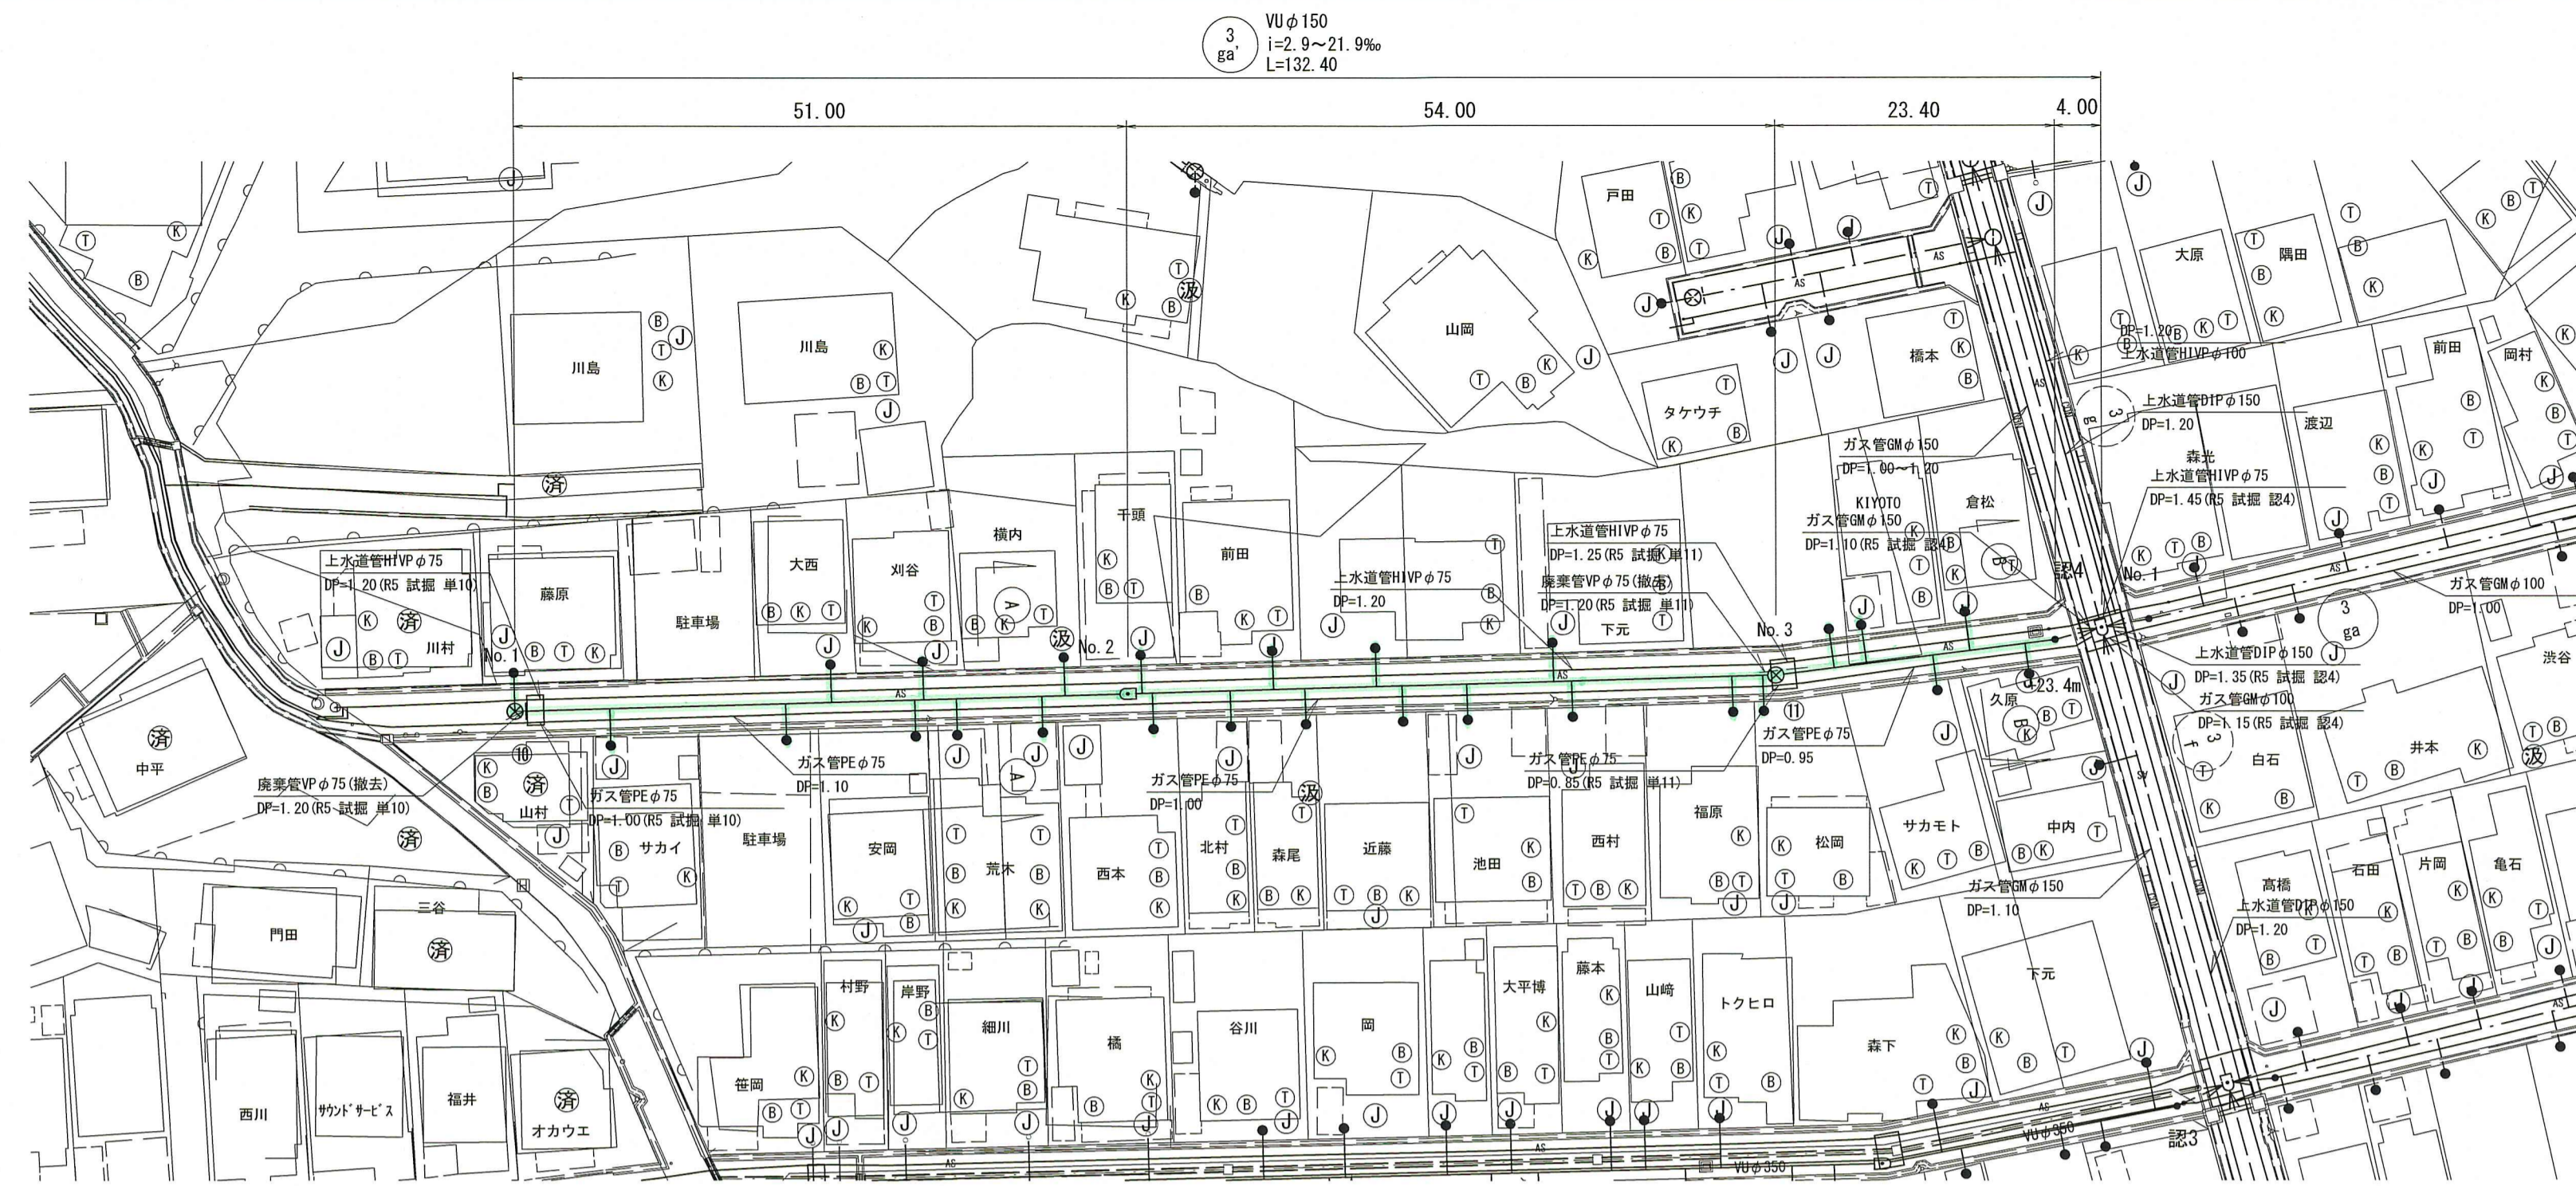 3
ga'
VUφ150
i=2.9～21.9‰
L=132.40
51.00
54.00
23.40
4.00
戸田
大原
隅田
川島
川島
山岡
橋本
タケウチ
前田
岡村
渡辺
森光
DP=1.20
上水道管HIVPφ100
上水道管DIPφ150
DP=1.20
3
g
ガス管GMφ150
DP=1.00～1.20
上水道管HIVPφ75
DP=1.45(R5 試掘 認4)
KIYOTO
倉松
ガス管GMφ150
DP=1.10(R5 試掘 認4)
済
汲
千頭
横内
前田
大西
刈谷
駐車場
藤原
川村
済
上水道管HIVPφ75
DP=1.20(R5 試掘 単10)
上水道管HIVPφ75
DP=1.20
上水道管HIVPφ75
DP=1.25(R5 試掘 単11)
廃棄管VPφ75(撤去)
DP=1.20(R5 試掘 単11)
下元
No.1
No.2
No.3
認4
No.1
汲
A
B
ガス管GMφ100
DP=1.00
3
ga
上水道管DIPφ150
DP=1.35(R5 試掘 認4)
ガス管GMφ100
DP=1.15(R5 試掘 認4)
3
f
渋谷
久原
23.4m
B
白石
井本
汲
⑩
⑪
中平
済
山村
済
済
廃棄管VPφ75(撤去)
DP=1.20(R5 試掘 単10)
ガス管PEφ75
DP=1.00(R5 試掘 単10)
ガス管PEφ75
DP=1.10
ガス管PEφ75
DP=1.00
ガス管PEφ75
DP=0.85(R5 試掘 単11)
ガス管PEφ75
DP=0.95
A
汲
サカイ
駐車場
安岡
荒木
西本
北村
森尾
近藤
池田
西村
福原
松岡
サカモト
中内
ガス管GMφ150
DP=1.10
上水道管DIPφ150
DP=1.20
髙橋
石田
片岡
亀石
門田
三谷
済
下元
西川
サウンドサービス
福井
オカウエ
済
笹岡
村野
岸野
細川
橘
谷川
岡
大平博
藤本
山﨑
トクヒロ
森下
AS
VUφ350
VUφ350
認3